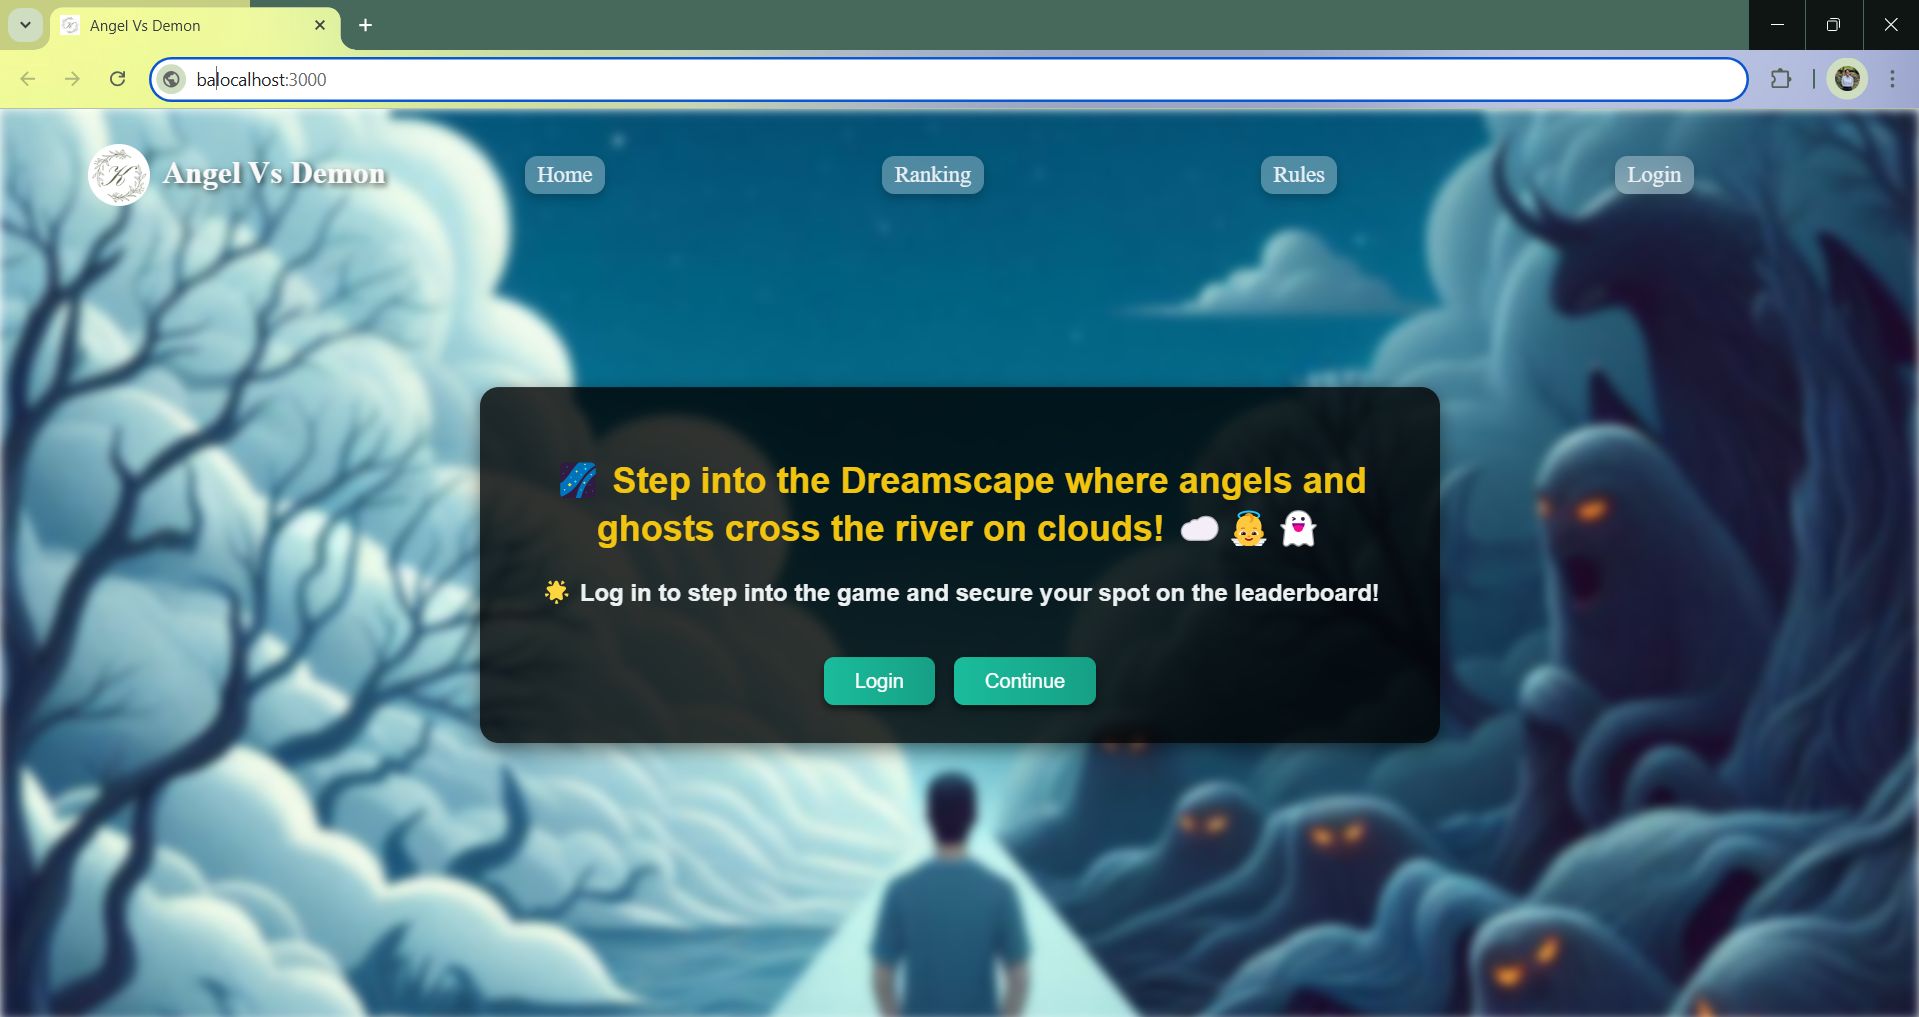 Angel Vs Demon
balocalhost:3000
K
Angel Vs Demon
Home
Ranking
Rules
Login
🌌 Step into the Dreamscape where angels and
ghosts cross the river on clouds! ☁️ 👼 👻
🌟 Log in to step into the game and secure your spot on the leaderboard!
Login
Continue